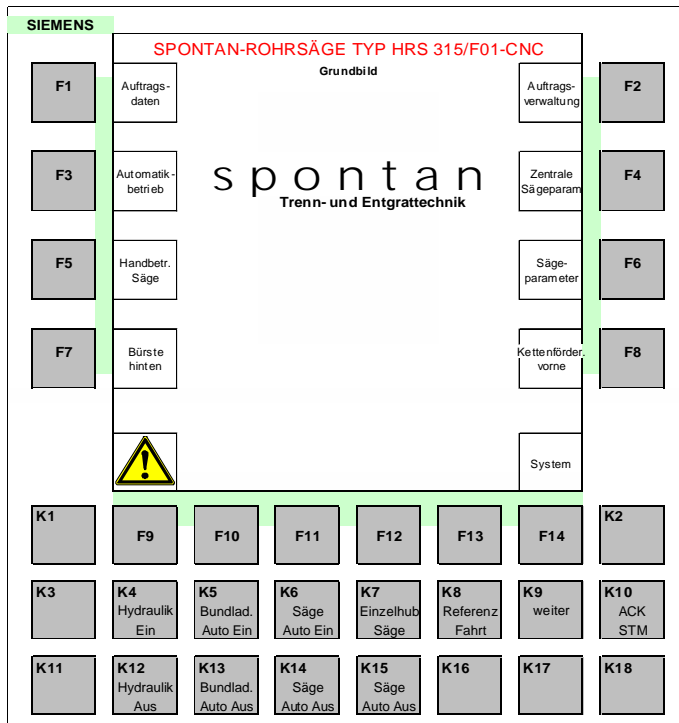 SIEMENS
SPONTAN-ROHRSÄGE TYP HRS 315/F01-CNC
Grundbild
F1
Auftrags-
daten
Auftrags-
verwaltung
F2
spontan
Trenn- und Entgrattechnik
F3
Automatik-
betrieb
Zentrale
Sägeparam
F4
F5
Handbetr.
Säge
Säge-
parameter
F6
F7
Bürste
hinten
Kettenförder.
vorne
F8
System
K1
F9
F10
F11
F12
F13
F14
K2
K3
K4
Hydraulik
Ein
K5
Bundlad.
Auto Ein
K6
Säge
Auto Ein
K7
Einzelhub
Säge
K8
Referenz
Fahrt
K9
weiter
K10
ACK
STM
K11
K12
Hydraulik
Aus
K13
Bundlad.
Auto Aus
K14
Säge
Auto Aus
K15
Säge
Auto Aus
K16
K17
K18